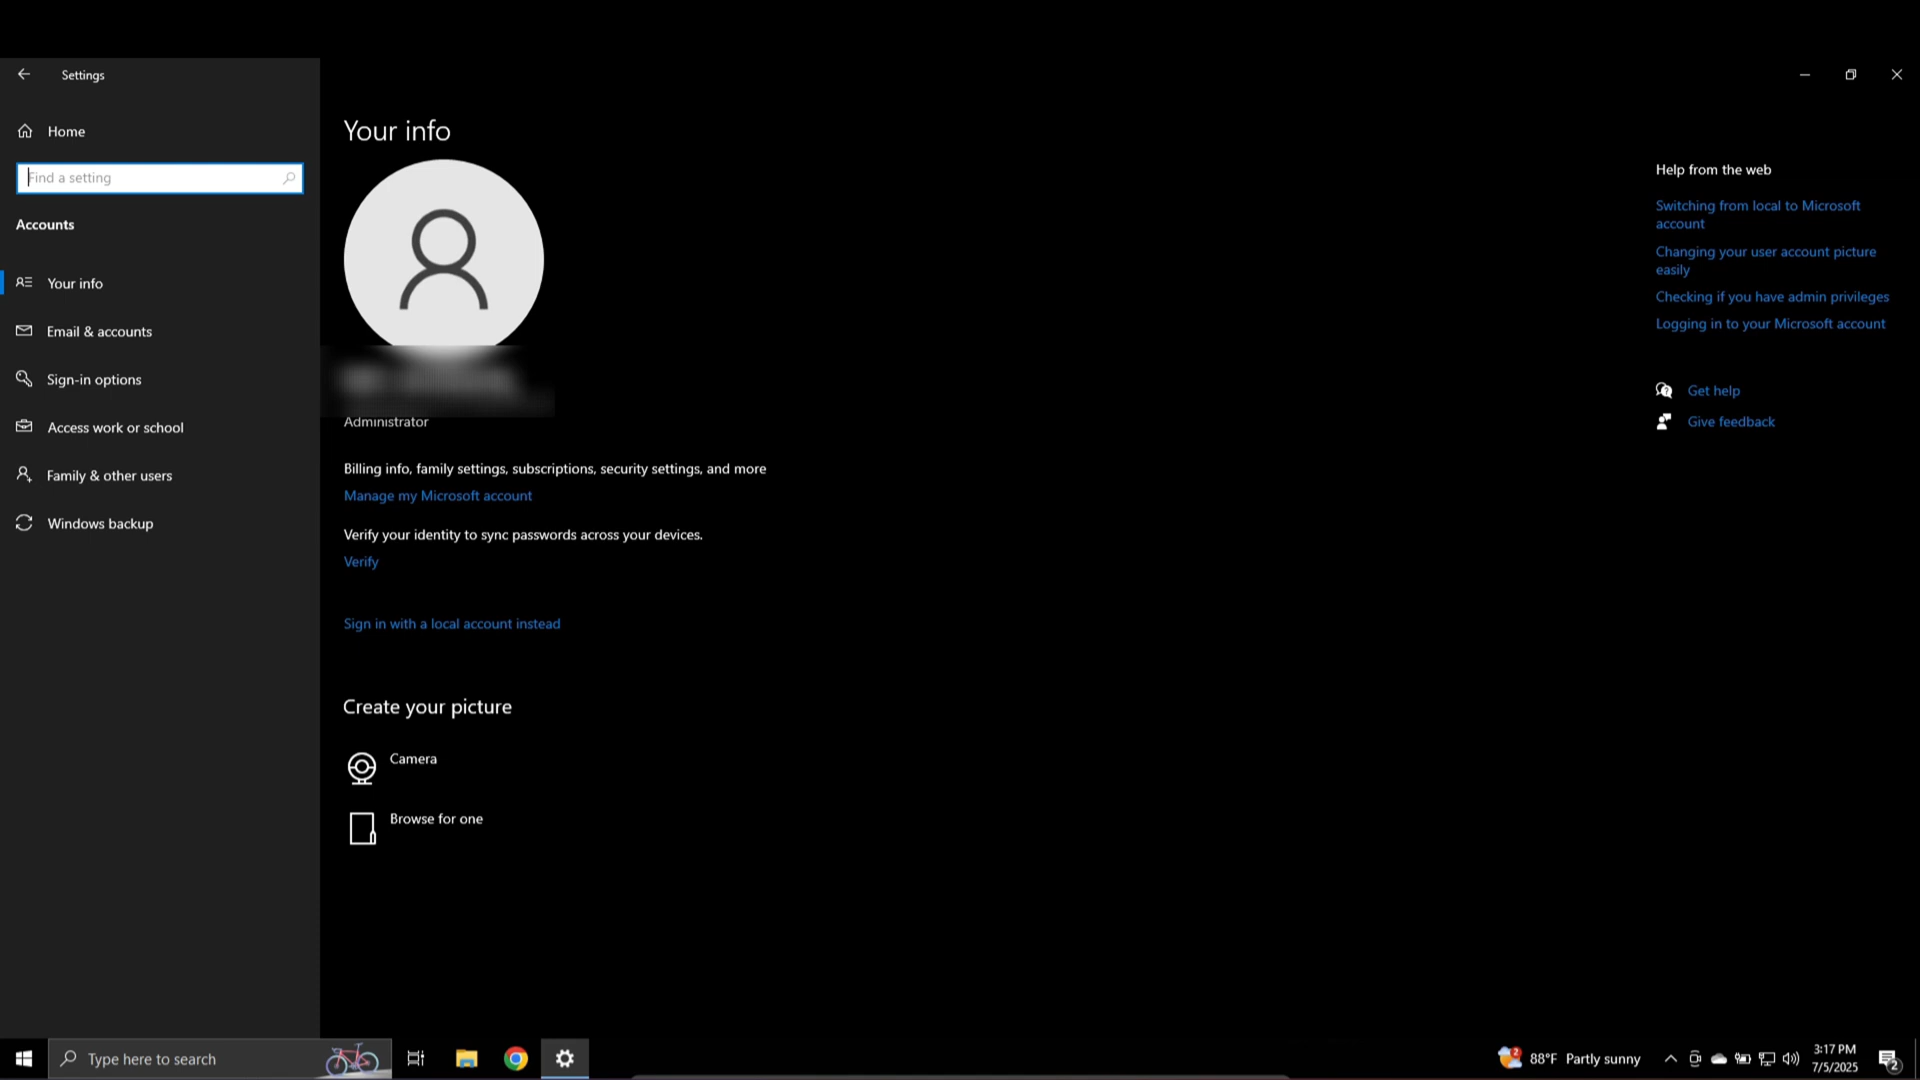 Settings
Home
Find a setting
Accounts
Your info
Email & accounts
Sign-in options
Access work or school
Family & other users
Windows backup
Your info
Administrator
Billing info, family settings, subscriptions, security settings, and more
Manage my Microsoft account
Verify your identity to sync passwords across your devices.
Verify
Sign in with a local account instead
Create your picture
Camera
Browse for one
Help from the web
Switching from local to Microsoft
account
Changing your user account picture
easily
Checking if you have admin privileges
Logging in to your Microsoft account
Get help
Give feedback
Type here to search
2
88°F Partly sunny
3:17 PM
7/5/2025
2